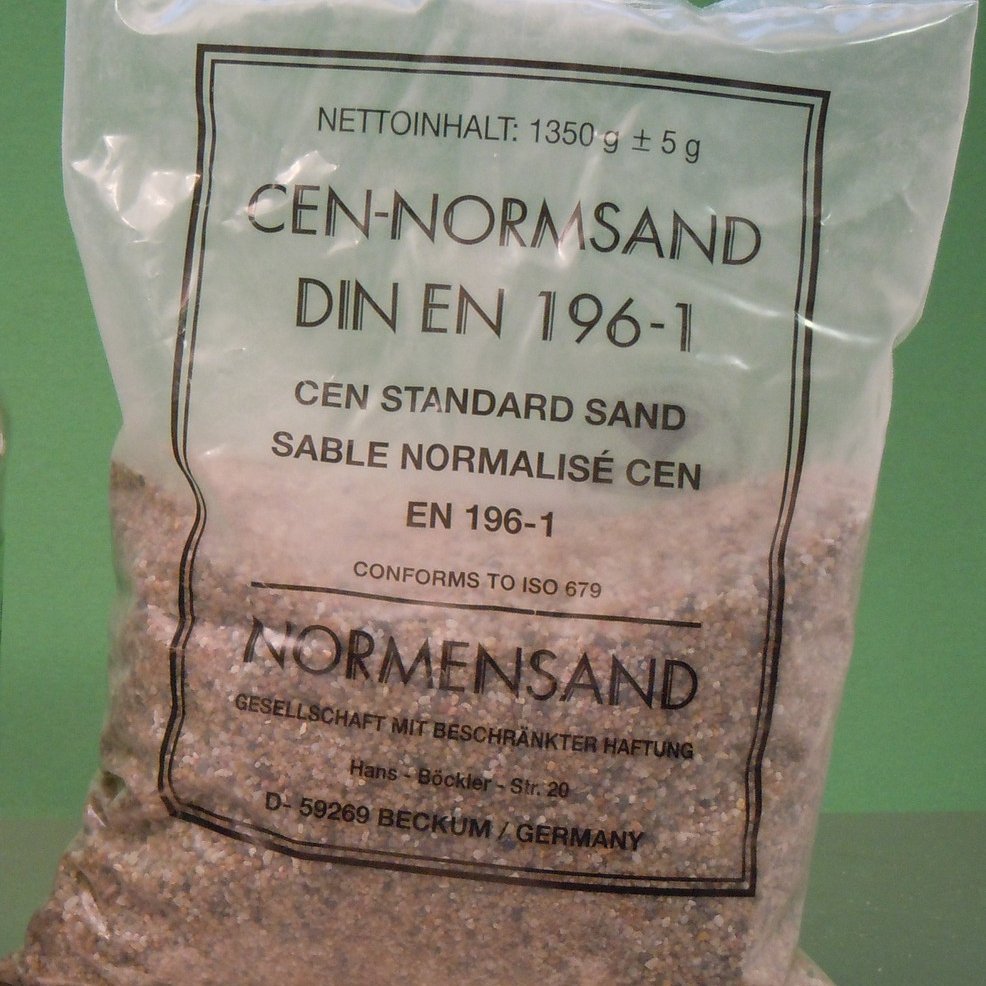 NETTOINHALT: 1350 g ± 5 g
CEN-NORMSAND
DIN EN 196-1
CEN STANDARD SAND
SABLE NORMALISÉ CEN
EN 196-1
CONFORMS TO ISO 679
NORMENSAND
GESELLSCHAFT MIT BESCHRÄNKTER HAFTUNG
Hans - Böckler - Str. 20
D- 59269 BECKUM / GERMANY